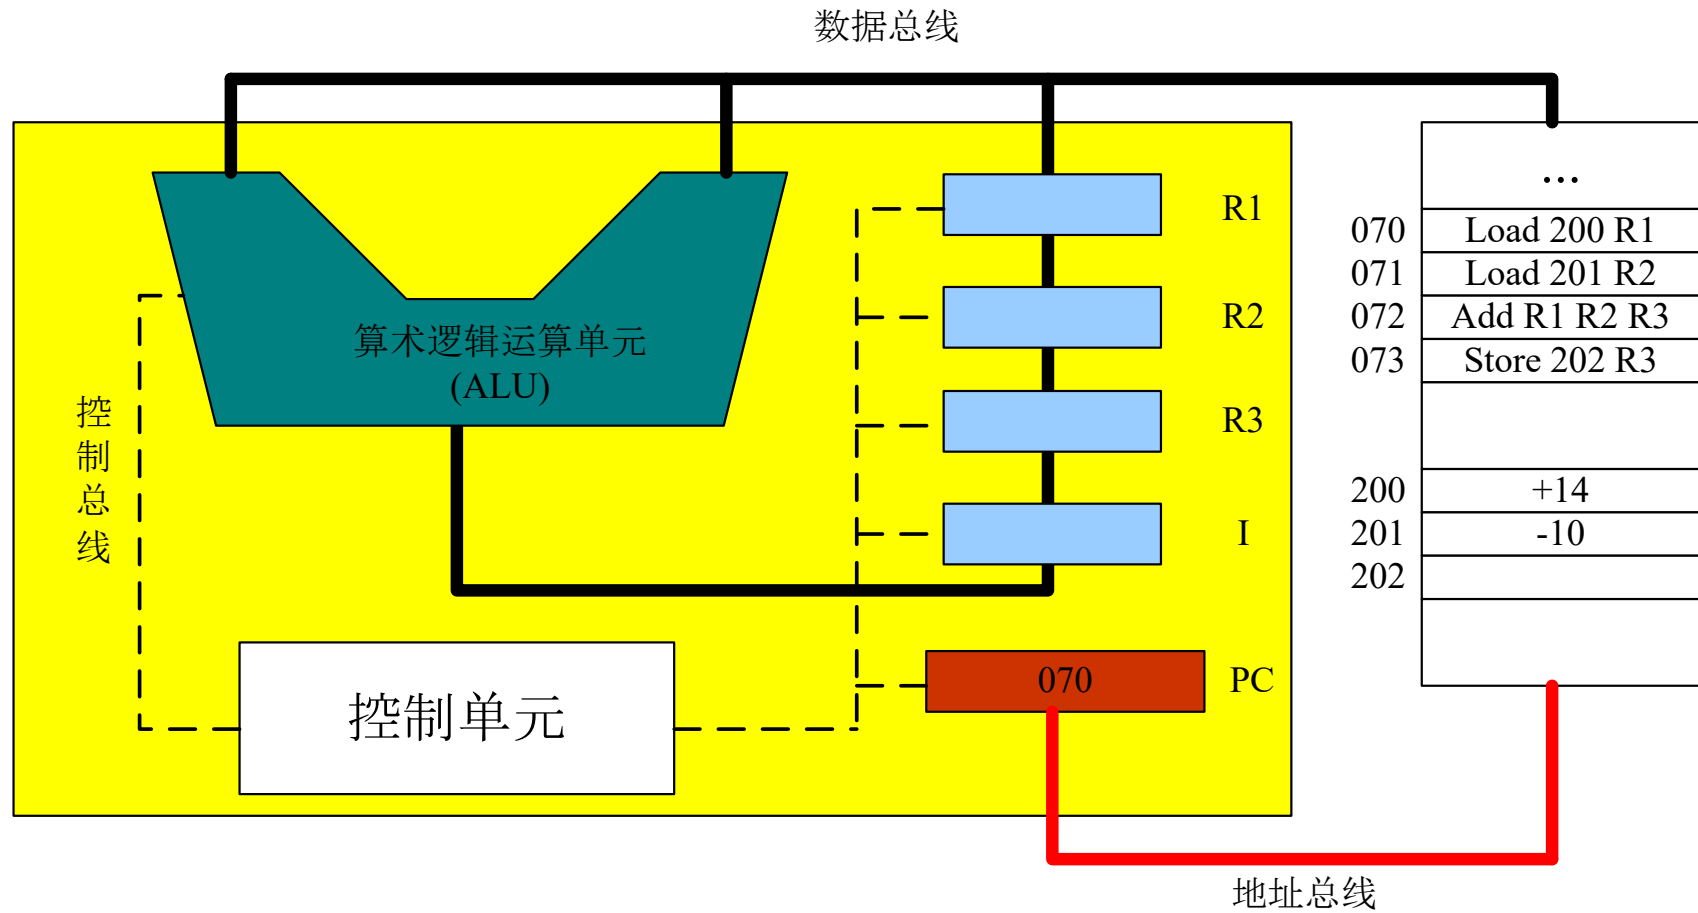 数据总线
...
R1
070 Load 200 R1
071 Load 201 R2
R2
072 Add R1 R2 R3
算术逻辑运算单元
(ALU)
073 Store 202 R3
控
制
总
线
R3
200 +14
I
201 -10
202
控制单元
070
PC
地址总线